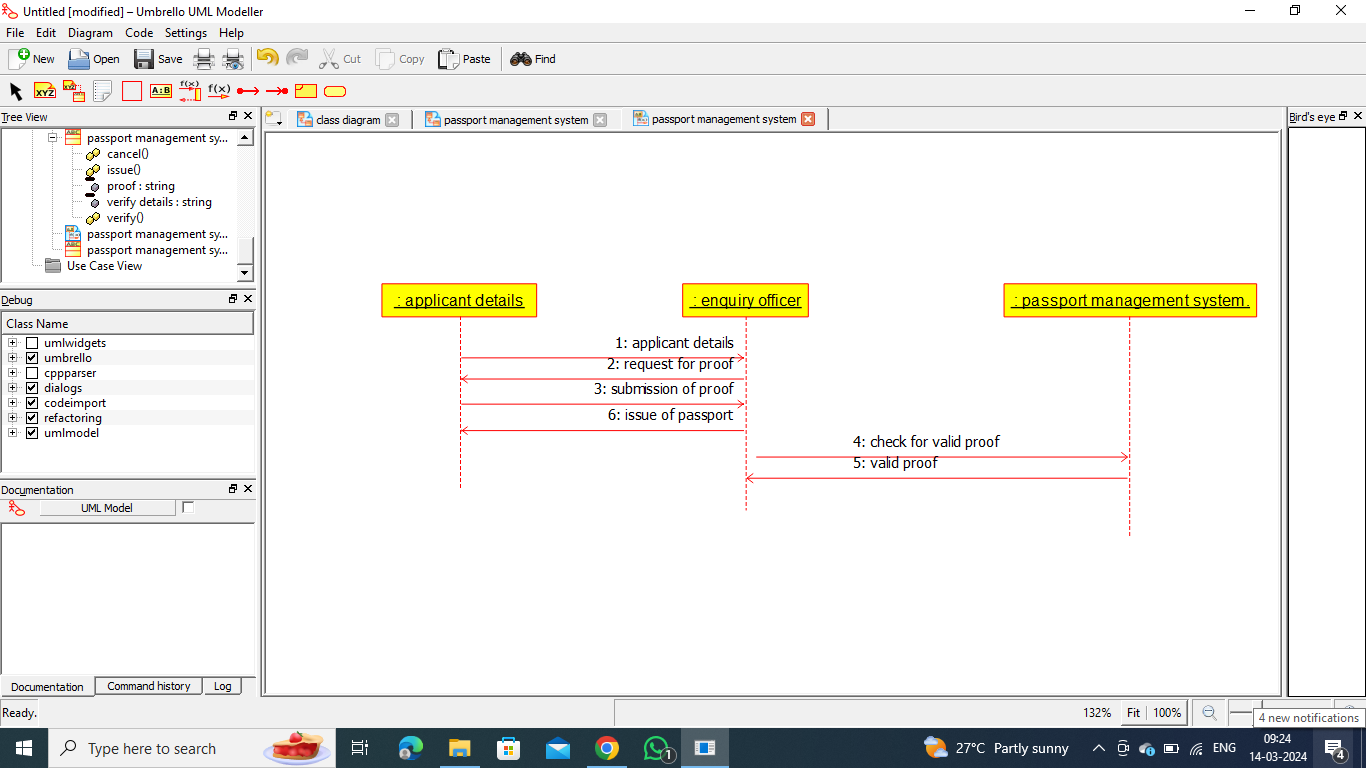 Untitled [modified] – Umbrello UML Modeller
File Edit Diagram Code Settings Help
New Open Save Cut Copy Paste Find
XYZ XYZ A:B f(x) f(x)
Tree View
class diagram
passport management system
passport management system
Bird's eye
passport management sy...
cancel()
issue()
proof : string
verify details : string
verify()
passport management sy...
passport management sy...
Use Case View
Debug
Class Name
umlwidgets
umbrello
cppparser
dialogs
codeimport
refactoring
umlmodel
Documentation
UML Model
Documentation Command history Log
: applicant details
: enquiry officer
: passport management system.
1: applicant details
2: request for proof
3: submission of proof
6: issue of passport
4: check for valid proof
5: valid proof
Ready.
132% Fit 100%
4 new notifications
Type here to search
1
27°C Partly sunny
ENG
09:24
14-03-2024
4